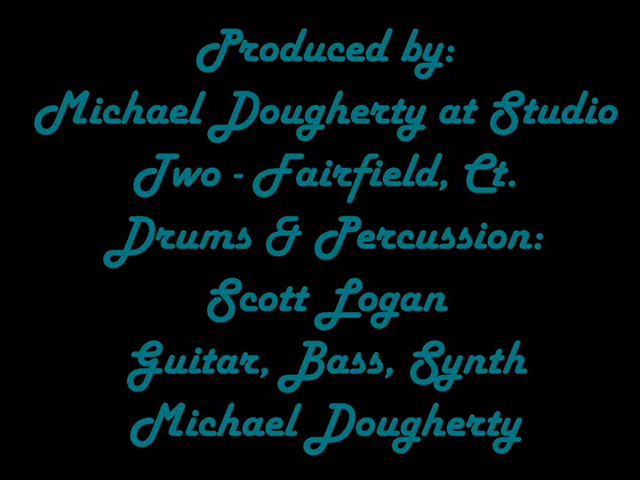 Produced by:
Michael Dougherty at Studio
Two - Fairfield, Ct.
Drums & Percussion:
Scott Logan
Guitar, Bass, Synth
Michael Dougherty